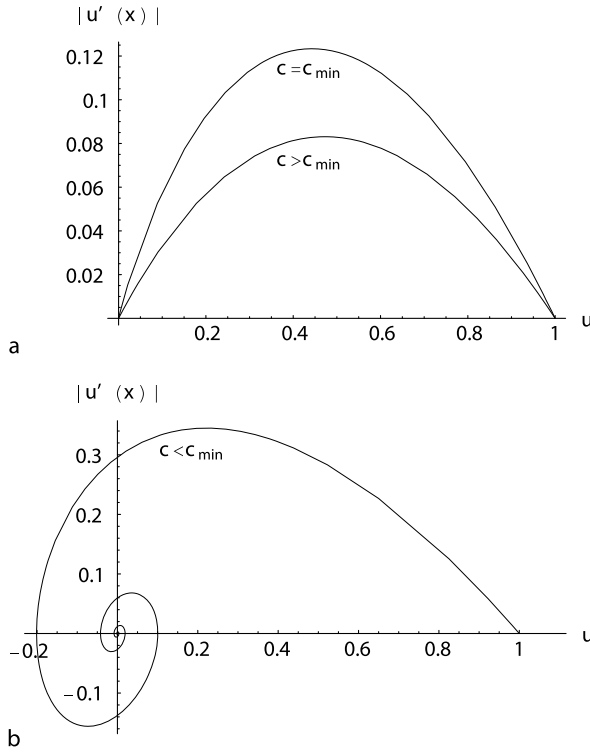 |u′ (x)|
0.12
0.1
0.08
0.06
0.04
0.02
c=c min
c>c min
0.2 0.4 0.6 0.8 1 u
a
|u′ (x)|
0.3
0.2
0.1
−0.1
c<c min
−0.2 0.2 0.4 0.6 0.8 1 u
b